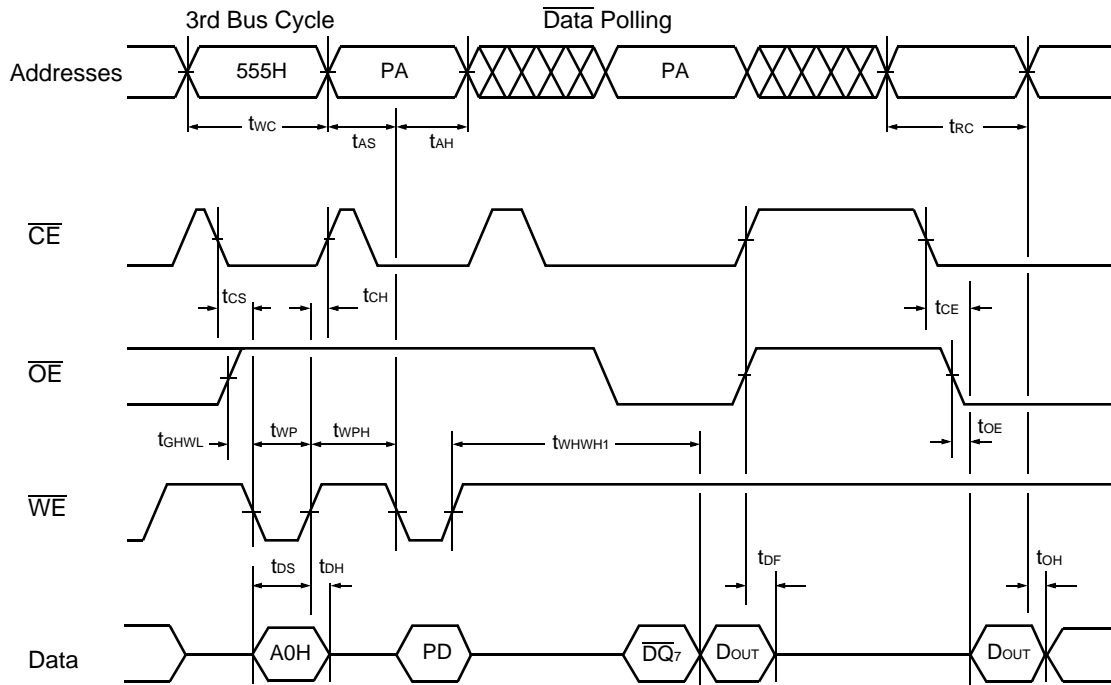 3rd Bus Cycle Data Polling
Addresses 555H PA PA
tWC tAS tAH tRC
CE
tCS tCH tCE
OE
tGHWL tWP tWPH tWHWH1 tOE
WE
tDS tDH tDF tOH
Data A0H PD DQ7 DOUT DOUT